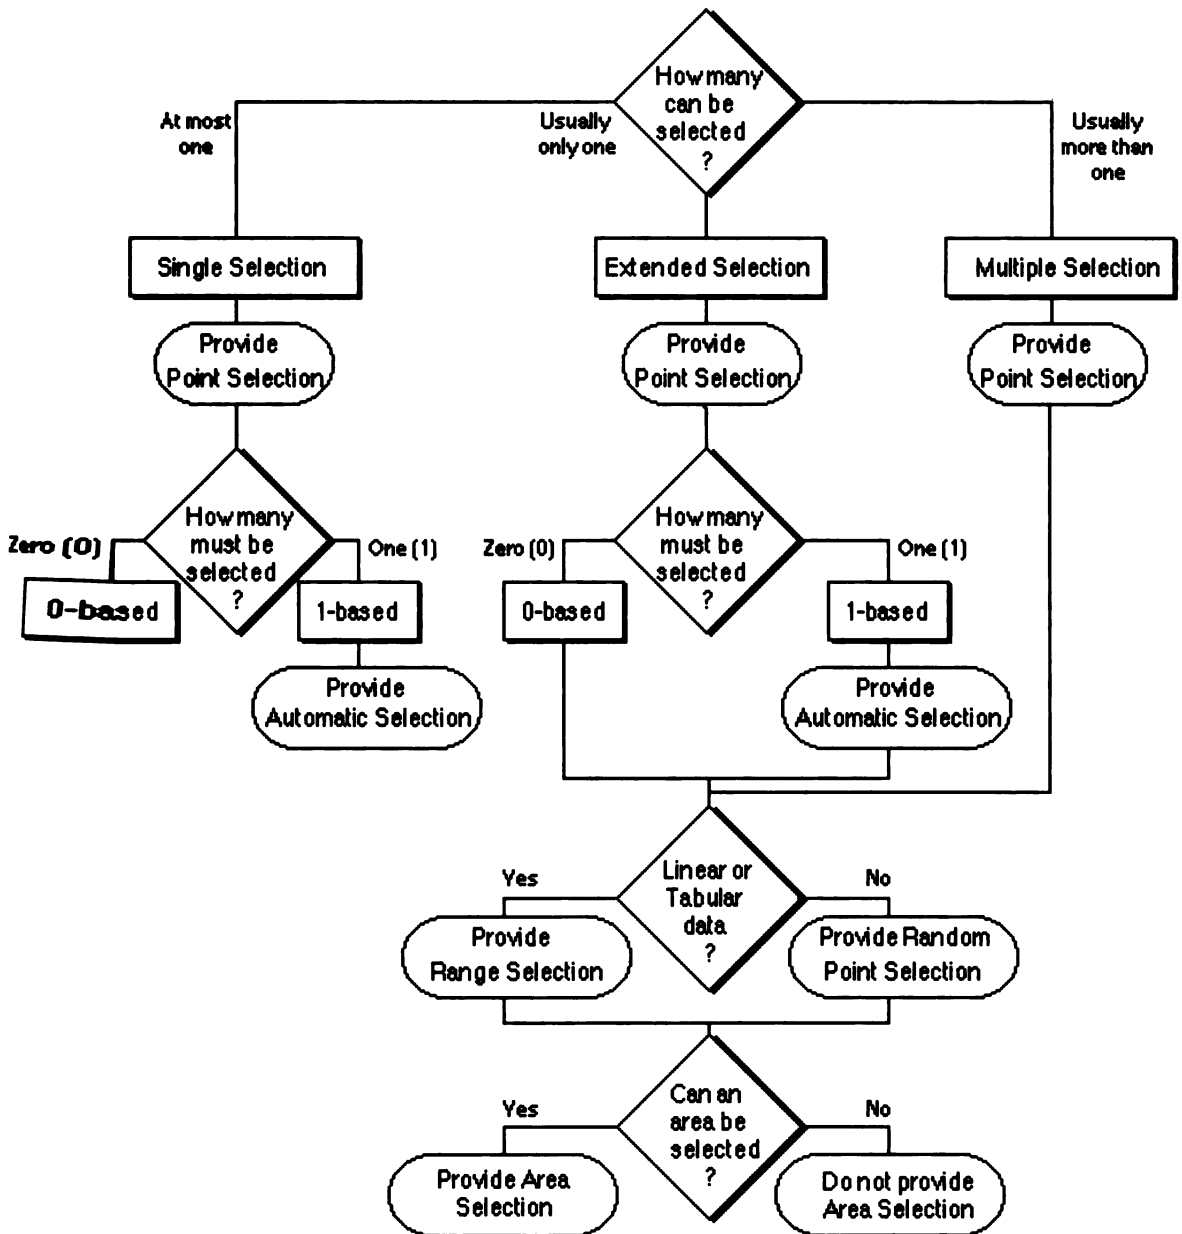 How many
can be
selected
?
At most
one
Usually
only one
Usually
more than
one
Single Selection
Extended Selection
Multiple Selection
Provide
Point Selection
Provide
Point Selection
Provide
Point Selection
How many
must be
selected
?
Zero (0)
One (1)
0-based
1-based
Provide
Automatic Selection
How many
must be
selected
?
Zero (0)
One (1)
0-based
1-based
Provide
Automatic Selection
Linear or
Tabular
data
?
Yes
No
Provide
Range Selection
Provide Random
Point Selection
Can an
area be
selected
?
Yes
No
Provide Area
Selection
Do not provide
Area Selection